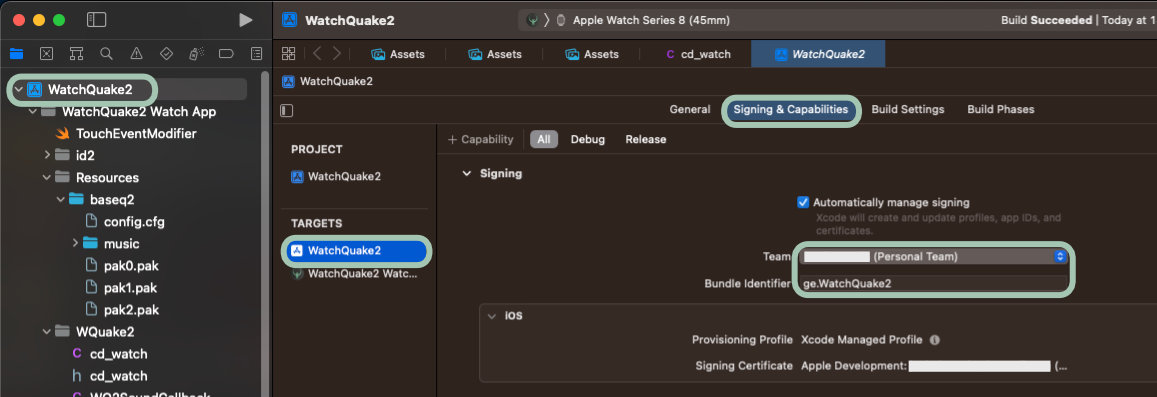 WatchQuake2
Apple Watch Series 8 (45mm)
Build Succeeded | Today at 1
Assets
Assets
Assets
C cd_watch
WatchQuake2
WatchQuake2
WatchQuake2
WatchQuake2 Watch App
TouchEventModifier
id2
Resources
baseq2
config.cfg
music
pak0.pak
pak1.pak
pak2.pak
WQuake2
C cd_watch
h cd_watch
C WQ2SoundCallback
General
Signing & Capabilities
Build Settings
Build Phases
+ Capability
All
Debug
Release
PROJECT
WatchQuake2
TARGETS
WatchQuake2
WatchQuake2 Watc...
Signing
Automatically manage signing
Xcode will create and update profiles, app IDs, and
certificates.
Team (Personal Team)
Bundle Identifier ge.WatchQuake2
iOS
Provisioning Profile Xcode Managed Profile
Signing Certificate Apple Development: (...